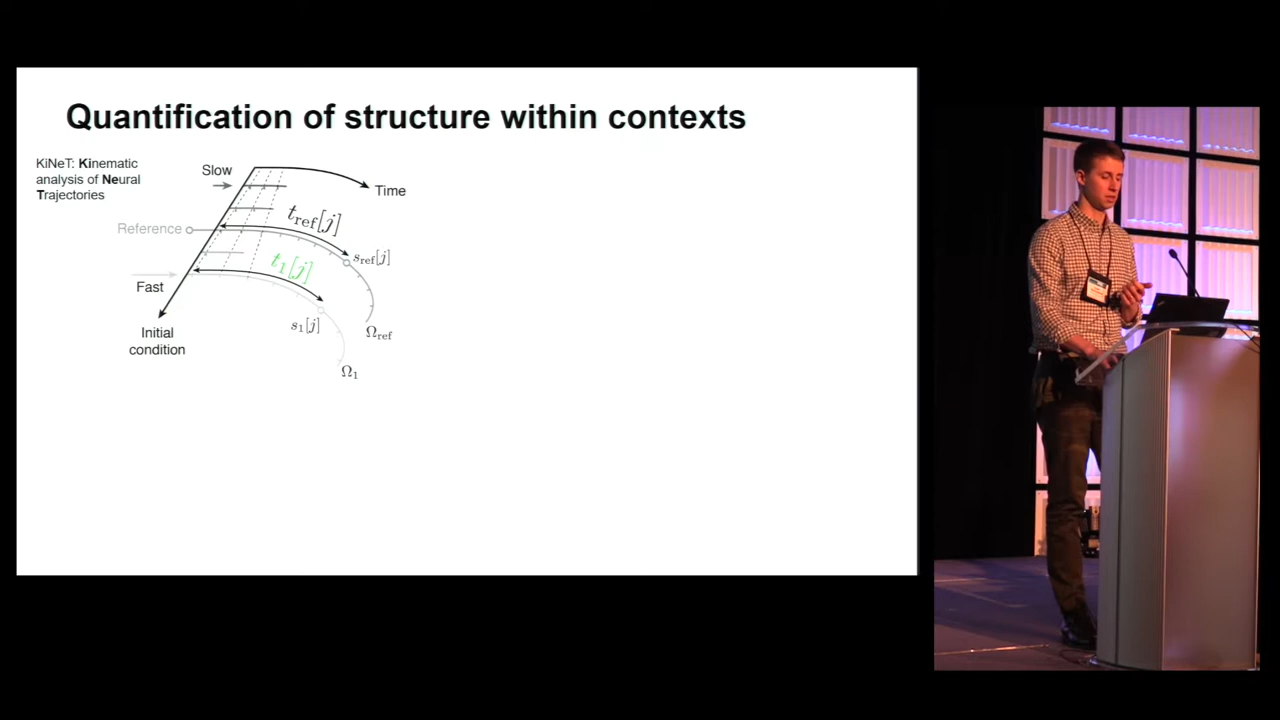 Quantification of structure within contexts
KiNeT: Kinematic
analysis of Neural
Trajectories
Slow
Time
Reference
t_ref[j]
s_ref[j]
t_1[j]
Fast
s_1[j]
Ω_ref
Initial
condition
Ω_1